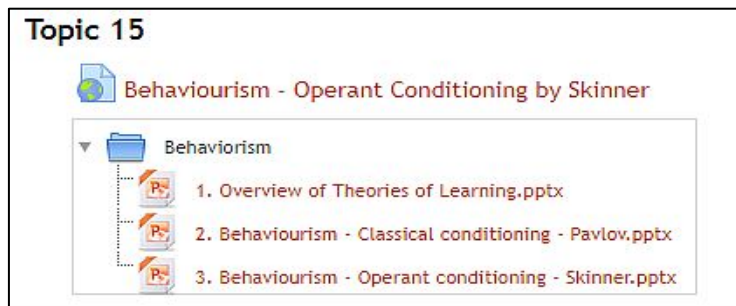 Topic 15
Behaviourism - Operant Conditioning by Skinner
Behaviorism
1. Overview of Theories of Learning.pptx
2. Behaviourism - Classical conditioning - Pavlov.pptx
3. Behaviourism - Operant conditioning - Skinner.pptx